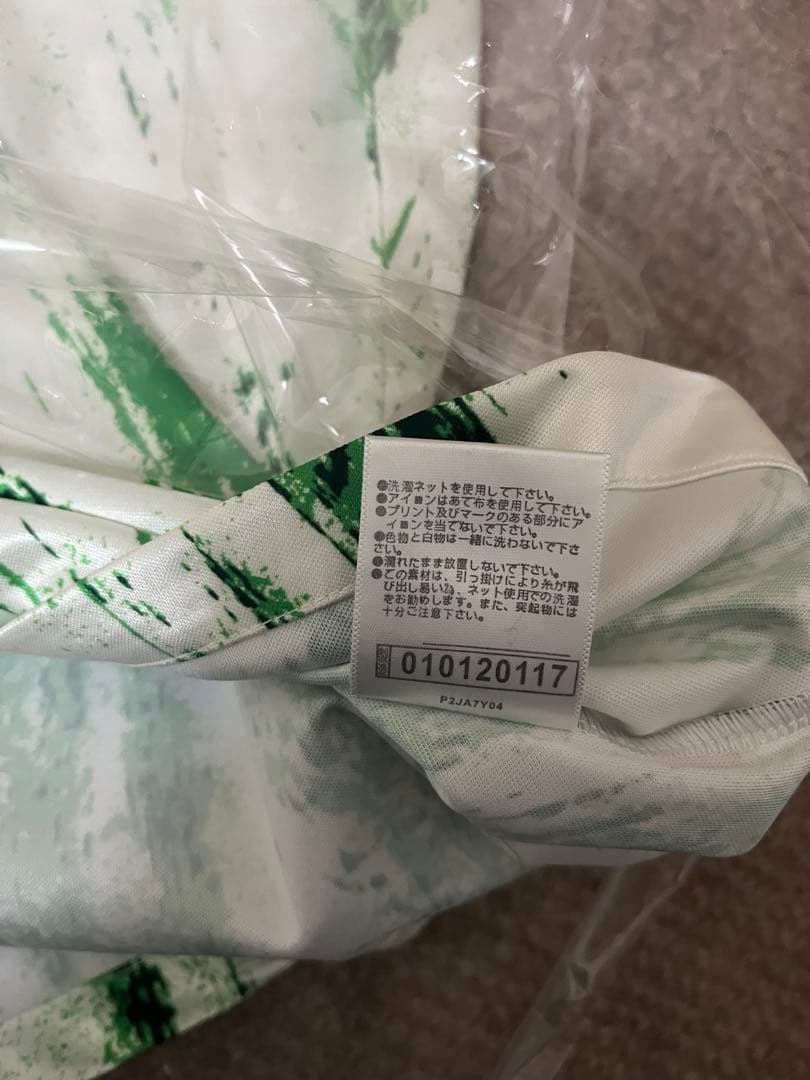 ●洗濯ネットを使用して下さい。
●アイ■ンはあて布を使用して下さい。
●プリント及びマークのある部分にア
イ■ンを当てないで下さい。
●色物と白物は一緒に洗わないで下さ
さい。
●濡れたまま放置しないで下さい。
●この素材は、引っ掛けにより糸が飛
び出し易い為、ネット使用での洗濯
をお勧めします。また、突起物には
十分ご注意下さい。
010120117
P2JA7Y04